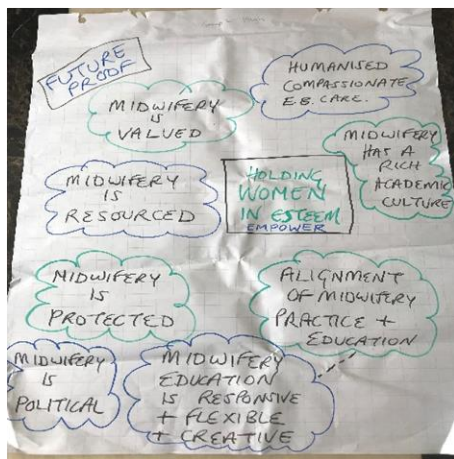 FUTURE
PROOF
HUMANISED
COMPASSIONATE
E.B. CARE.
MIDWIFERY
IS
VALUED
MIDWIFERY
HAS A
RICH
ACADEMIC
CULTURE
HOLDING
WOMEN
IN ESTEEM
EMPOWER
MIDWIFERY
IS
RESOURCED
MIDWIFERY
IS
PROTECTED
ALIGNMENT
OF MIDWIFERY
PRACTICE +
EDUCATION
MIDWIFERY
IS
POLITICAL
MIDWIFERY
EDUCATION
IS RESPONSIVE
+ FLEXIBLE
+ CREATIVE